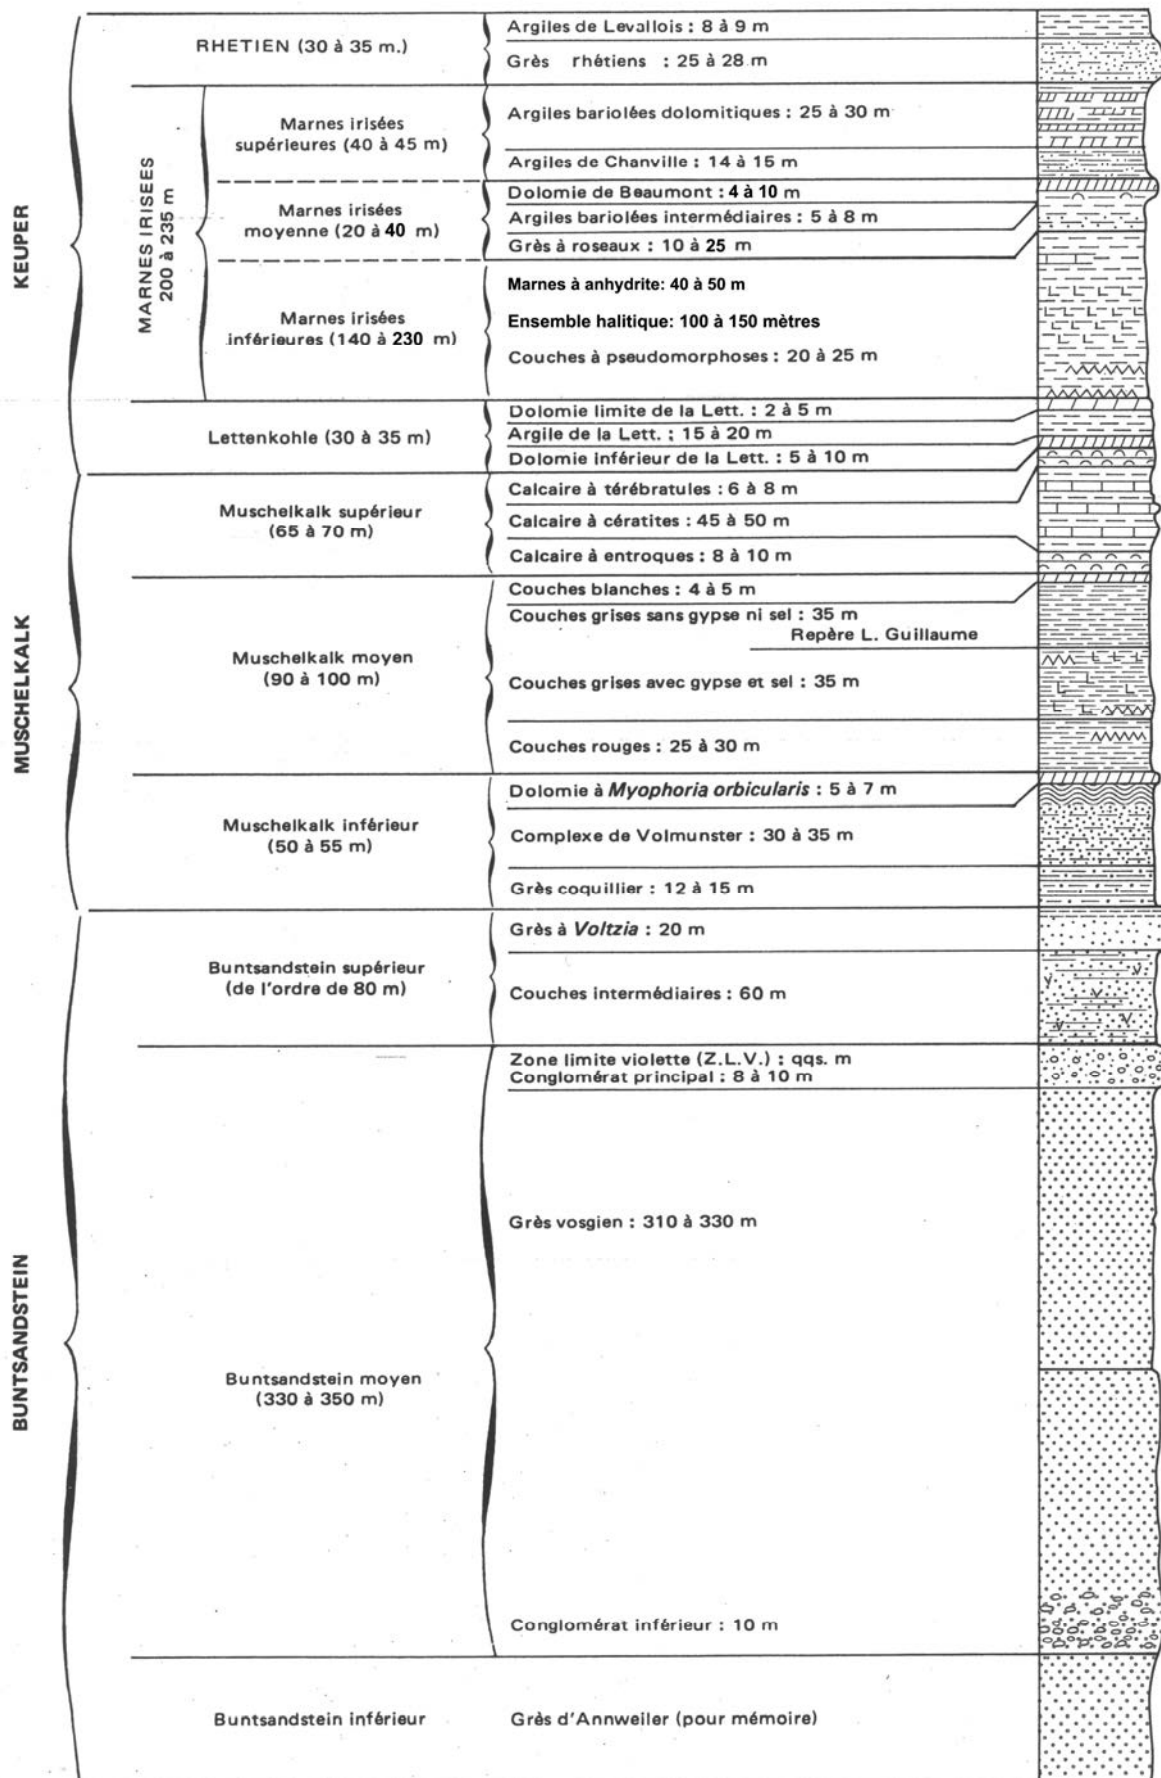 KEUPER
RHETIEN (30 à 35 m.)
Argiles de Levallois : 8 à 9 m
Grès rhétiens : 25 à 28 m
MARNES IRISEES
200 à 235 m
Marnes irisées
supérieures (40 à 45 m)
Argiles bariolées dolomitiques : 25 à 30 m
Argiles de Chanville : 14 à 15 m
Marnes irisées
moyenne (20 à 40 m)
Dolomie de Beaumont : 4 à 10 m
Argiles bariolées intermédiaires : 5 à 8 m
Grès à roseaux : 10 à 25 m
Marnes irisées
inférieures (140 à 230 m)
Marnes à anhydrite: 40 à 50 m
Ensemble halitique: 100 à 150 mètres
Couches à pseudomorphoses : 20 à 25 m
Lettenkohle (30 à 35 m)
Dolomie limite de la Lett. : 2 à 5 m
Argile de la Lett. : 15 à 20 m
Dolomie inférieur de la Lett. : 5 à 10 m
MUSCHELKALK
Muschelkalk supérieur
(65 à 70 m)
Calcaire à térébratules : 6 à 8 m
Calcaire à cératites : 45 à 50 m
Calcaire à entroques : 8 à 10 m
Muschelkalk moyen
(90 à 100 m)
Couches blanches : 4 à 5 m
Couches grises sans gypse ni sel : 35 m
Repère L. Guillaume
Couches grises avec gypse et sel : 35 m
Couches rouges : 25 à 30 m
Muschelkalk inférieur
(50 à 55 m)
Dolomie à Myophoria orbicularis : 5 à 7 m
Complexe de Volmunster : 30 à 35 m
Grès coquillier : 12 à 15 m
BUNTSANDSTEIN
Buntsandstein supérieur
(de l'ordre de 80 m)
Grès à Voltzia : 20 m
Couches intermédiaires : 60 m
Buntsandstein moyen
(330 à 350 m)
Zone limite violette (Z.L.V.) : qqs. m
Conglomérat principal : 8 à 10 m
Grès vosgien : 310 à 330 m
Conglomérat inférieur : 10 m
Buntsandstein inférieur
Grès d'Annweiler (pour mémoire)